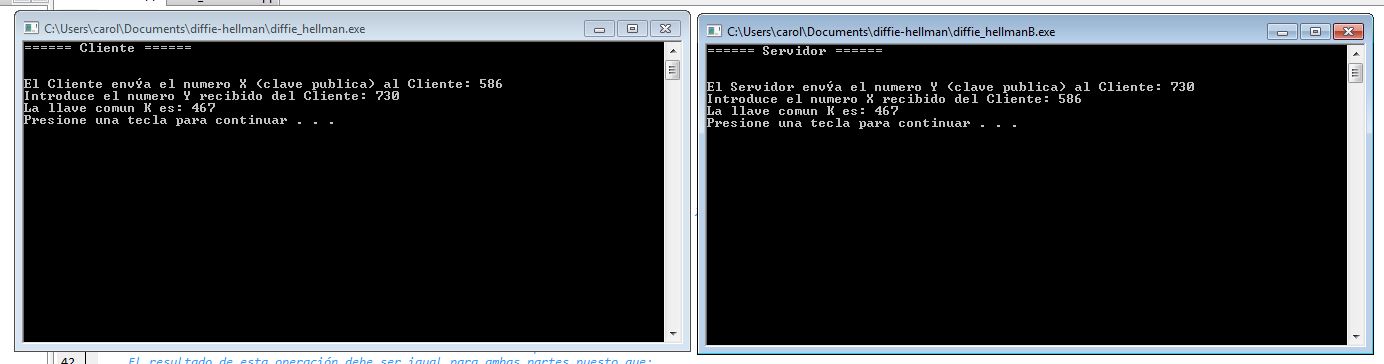 C:\Users\carol\Documents\diffie-hellman\diffie_hellman.exe
====== Cliente ======
El Cliente envýa el numero X (clave publica) al Cliente: 586
Introduce el numero Y recibido del Cliente: 730
La llave comun K es: 467
Presione una tecla para continuar . . .
C:\Users\carol\Documents\diffie-hellman\diffie_hellmanB.exe
====== Servidor ======
El Servidor envýa el numero Y (clave publica) al Cliente: 730
Introduce el numero X recibido del Cliente: 586
La llave comun K es: 467
Presione una tecla para continuar . . .
42 El resultado de esta operación debe ser igual para ambas partes puesto que: